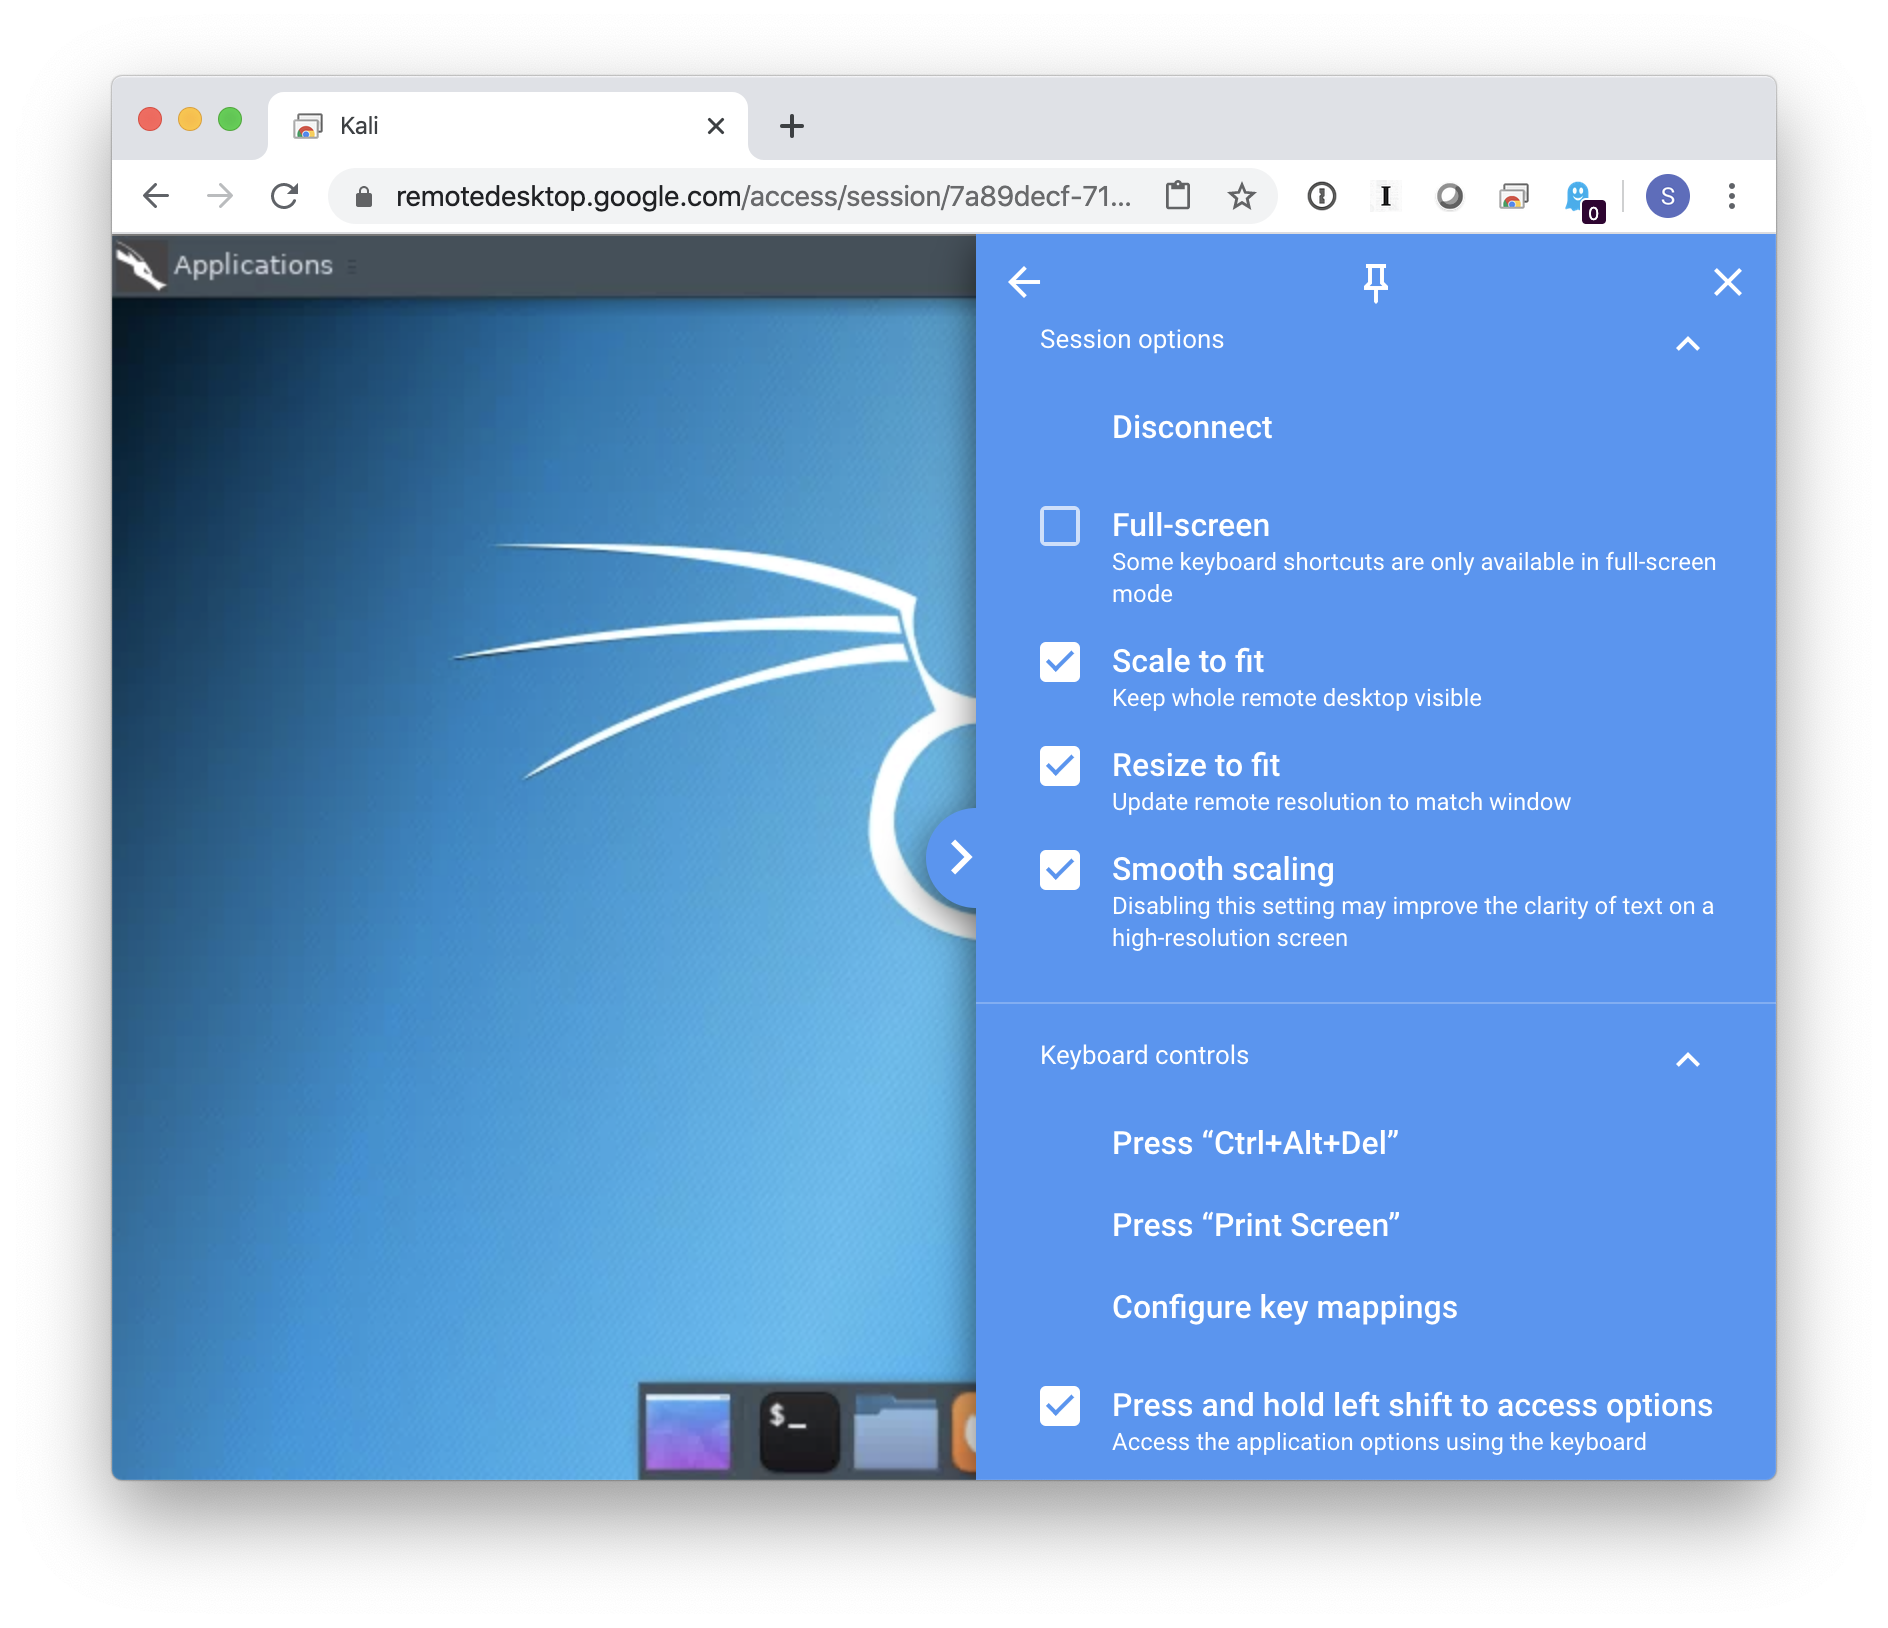 Kali
remotedesktop.google.com/access/session/7a89decf-71...
I
0
S
Applications
Session options
Disconnect
Full-screen
Some keyboard shortcuts are only available in full-screen
mode
Scale to fit
Keep whole remote desktop visible
Resize to fit
Update remote resolution to match window
Smooth scaling
Disabling this setting may improve the clarity of text on a
high-resolution screen
Keyboard controls
Press “Ctrl+Alt+Del”
Press “Print Screen”
Configure key mappings
$_
Press and hold left shift to access options
Access the application options using the keyboard